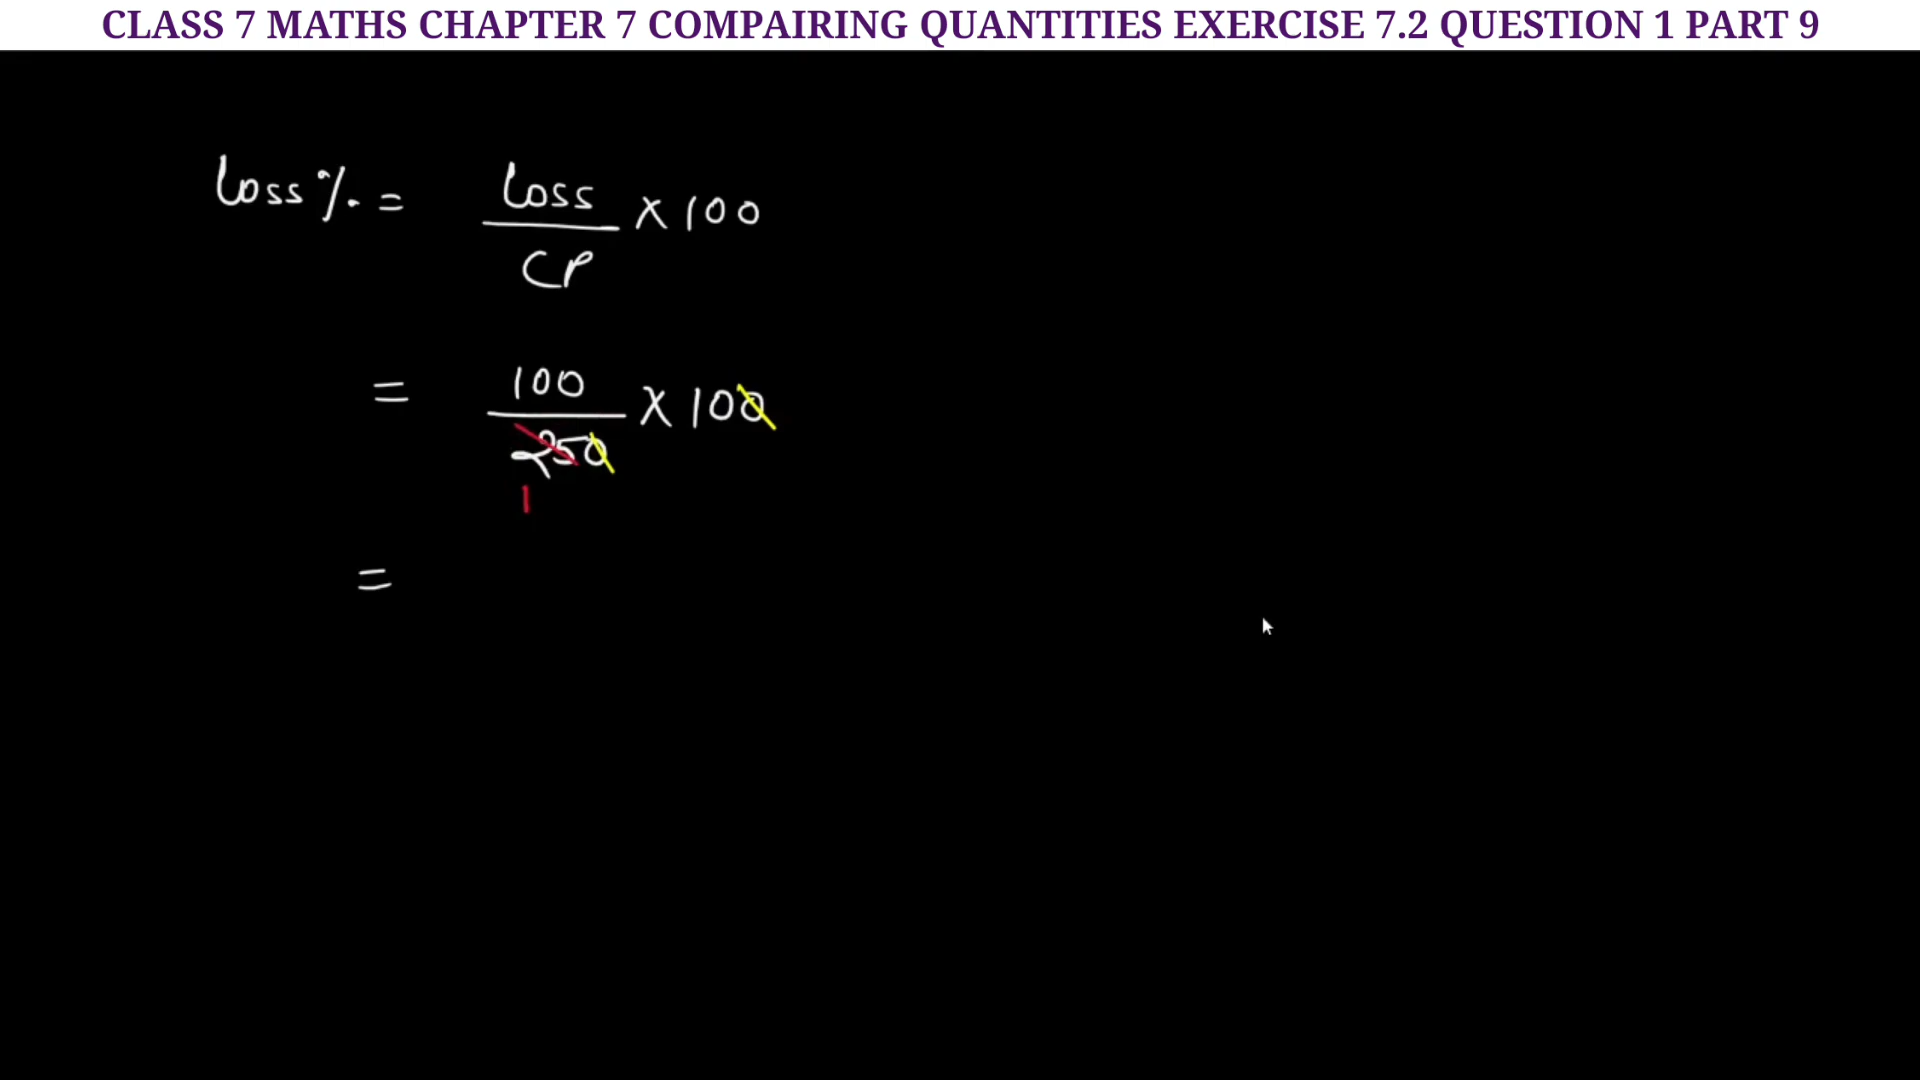 CLASS 7 MATHS CHAPTER 7 COMPAIRING QUANTITIES EXERCISE 7.2 QUESTION 1 PART 9
Loss % = Loss / CP × 100
= 100 / 250 × 100
1
=